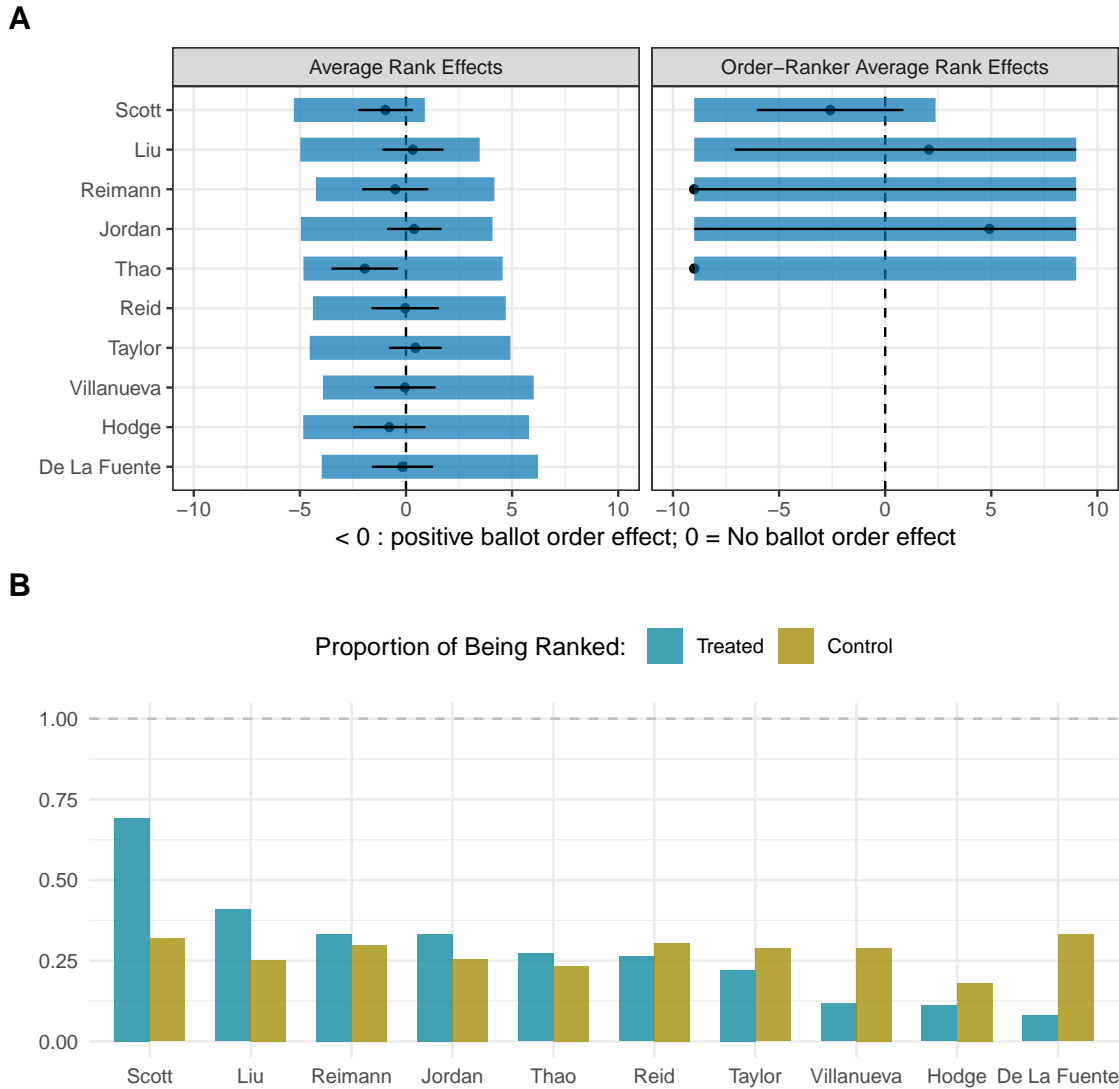 A
Average Rank Effects
Order−Ranker Average Rank Effects
Scott
Liu
Reimann
Jordan
Thao
Reid
Taylor
Villanueva
Hodge
De La Fuente
−10 −5 0 5 10 −10 −5 0 5 10
< 0 : positive ballot order effect; 0 = No ballot order effect
B
Proportion of Being Ranked: Treated Control
1.00
0.75
0.50
0.25
0.00
Scott Liu Reimann Jordan Thao Reid Taylor Villanueva Hodge De La Fuente